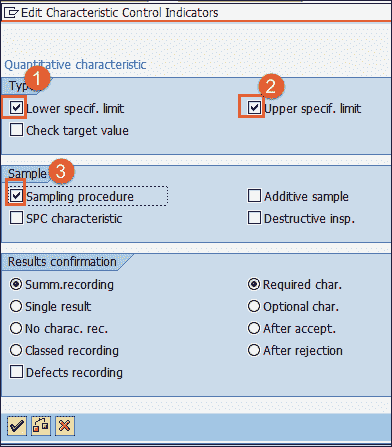 Edit Characteristic Control Indicators
Quantitative characteristic
1
2
Type
Lower specif. limit Upper specif. limit
Check target value
Sample 3
Sampling procedure Additive sample
SPC characteristic Destructive insp.
Results confirmation
Summ.recording Required char.
Single result Optional char.
No charac. rec. After accept.
Classed recording After rejection
Defects recording